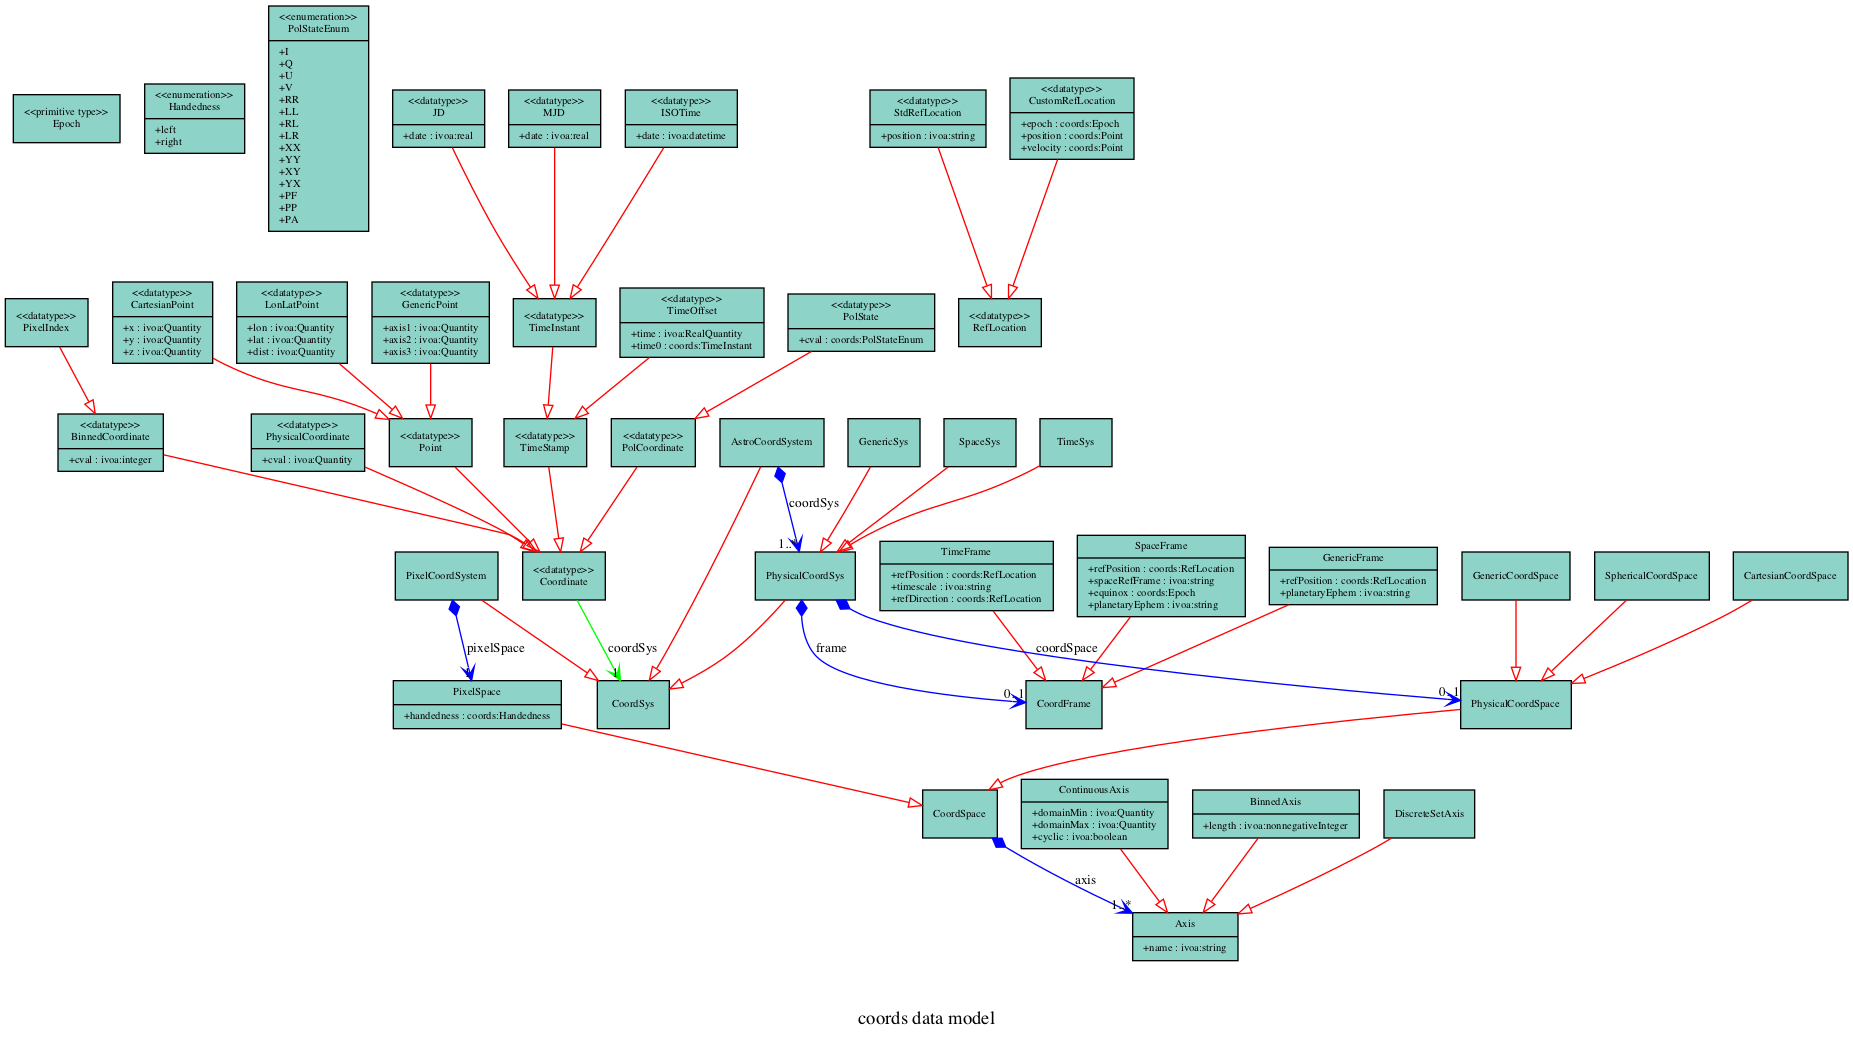 <<primitive type>>
Epoch
<<enumeration>>
Handedness
+left
+right
<<enumeration>>
PolStateEnum
+I
+Q
+U
+V
+RR
+LL
+RL
+LR
+XX
+YY
+XY
+YX
+PF
+PP
+PA
<<datatype>>
JD
+date : ivoa:real
<<datatype>>
MJD
+date : ivoa:real
<<datatype>>
ISOTime
+date : ivoa:datetime
<<datatype>>
StdRefLocation
+position : ivoa:string
<<datatype>>
CustomRefLocation
+epoch : coords:Epoch
+position : coords:Point
+velocity : coords:Point
<<datatype>>
PixelIndex
<<datatype>>
CartesianPoint
+x : ivoa:Quantity
+y : ivoa:Quantity
+z : ivoa:Quantity
<<datatype>>
LonLatPoint
+lon : ivoa:Quantity
+lat : ivoa:Quantity
+dist : ivoa:Quantity
<<datatype>>
GenericPoint
+axis1 : ivoa:Quantity
+axis2 : ivoa:Quantity
+axis3 : ivoa:Quantity
<<datatype>>
TimeInstant
<<datatype>>
TimeOffset
+time : ivoa:RealQuantity
+time0 : coords:TimeInstant
<<datatype>>
PolState
+cval : coords:PolStateEnum
<<datatype>>
RefLocation
<<datatype>>
BinnedCoordinate
+cval : ivoa:integer
<<datatype>>
PhysicalCoordinate
+cval : ivoa:Quantity
<<datatype>>
Point
<<datatype>>
TimeStamp
<<datatype>>
PolCoordinate
AstroCoordSystem
GenericSys
SpaceSys
TimeSys
coordSys
1..*
PixelCoordSystem
<<datatype>>
Coordinate
PhysicalCoordSys
TimeFrame
+refPosition : coords:RefLocation
+timescale : ivoa:string
+refDirection : coords:RefLocation
SpaceFrame
+refPosition : coords:RefLocation
+spaceRefFrame : ivoa:string
+equinox : coords:Epoch
+planetaryEphem : ivoa:string
GenericFrame
+refPosition : coords:RefLocation
+planetaryEphem : ivoa:string
GenericCoordSpace
SphericalCoordSpace
CartesianCoordSpace
pixelSpace
1
coordSys
1
frame
0..1
coordSpace
0..1
PixelSpace
+handedness : coords:Handedness
CoordSys
CoordFrame
PhysicalCoordSpace
CoordSpace
ContinuousAxis
+domainMin : ivoa:Quantity
+domainMax : ivoa:Quantity
+cyclic : ivoa:boolean
BinnedAxis
+length : ivoa:nonnegativeInteger
DiscreteSetAxis
axis
1..*
Axis
+name : ivoa:string
coords data model